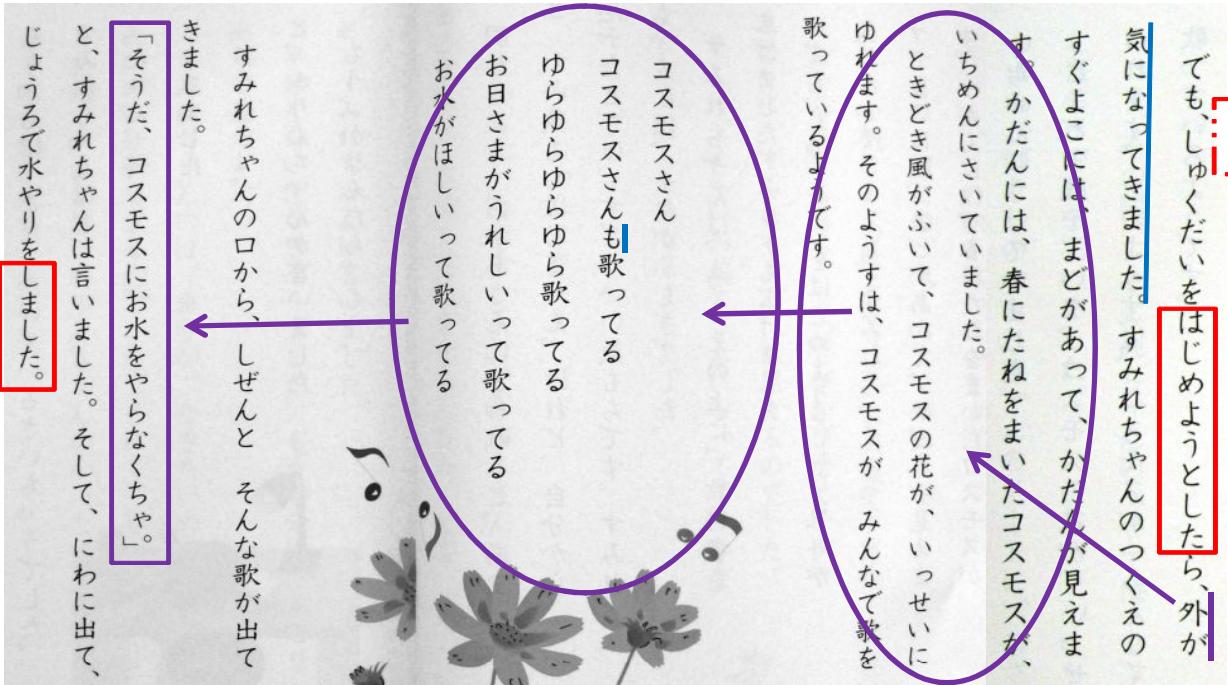 でも、しゅくだいをはじめようとしたら、外が
気になってきました。すみれちゃんのつくえの
すぐよこには、まどがあって、かだんが見えま
す。かだんには、春にたねをまいたコスモスが、
いちめんにさいていました。
ときどき風がふいて、コスモスの花が、いっせいに
ゆれます。そのようすは、コスモスが みんなで歌を
歌っているようです。
コスモスさん
コスモスさんも歌ってる
ゆらゆらゆらゆら歌ってる
お日さまがうれしいって歌ってる
お水がほしいって歌ってる
すみれちゃんの口から、しぜんと そんな歌が出て
きました。
「そうだ、コスモスにお水をやらなくちゃ。」
と、すみれちゃんは言いました。そして、にわに出て、
じょうろで水やりをしました。